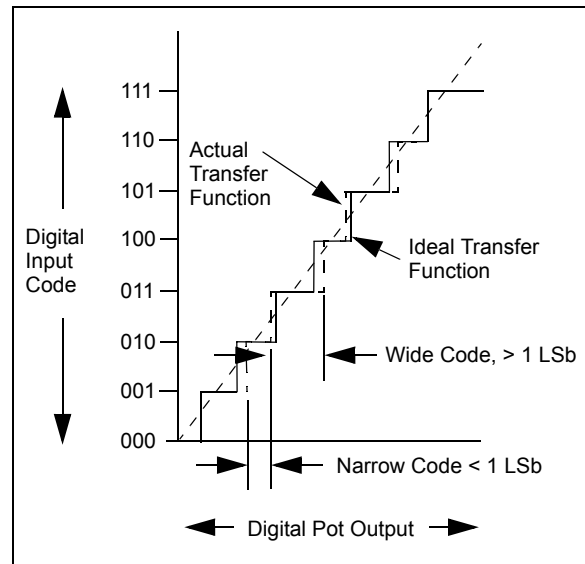 111
110
Actual
Transfer
Function
101
100
Digital
Input
Code
Ideal Transfer
Function
011
010
Wide Code, > 1 LSb
001
000
Narrow Code < 1 LSb
Digital Pot Output